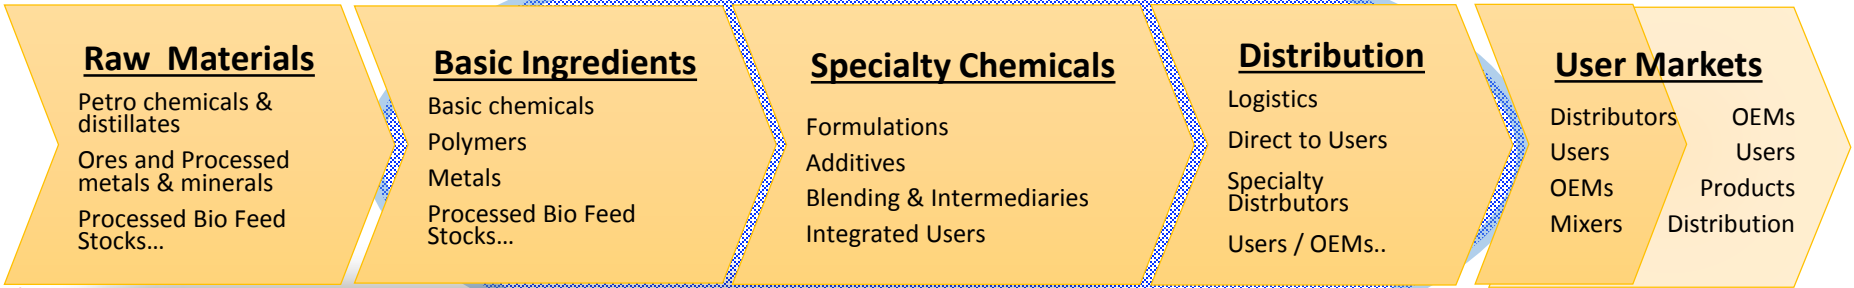 Raw  Materials
Petro chemicals &
distillates
Ores and Processed
metals & minerals
Processed Bio Feed
Stocks...
Basic Ingredients
Basic chemicals
Polymers
Metals
Processed Bio Feed
Stocks...
Specialty Chemicals
Formulations
Additives
Blending & Intermediaries
Integrated Users
Distribution
Logistics
Direct to Users
Specialty
Distrbutors
Users / OEMs..
User Markets
Distributors
Users
OEMs
Mixers
OEMs
Users
Products
Distribution